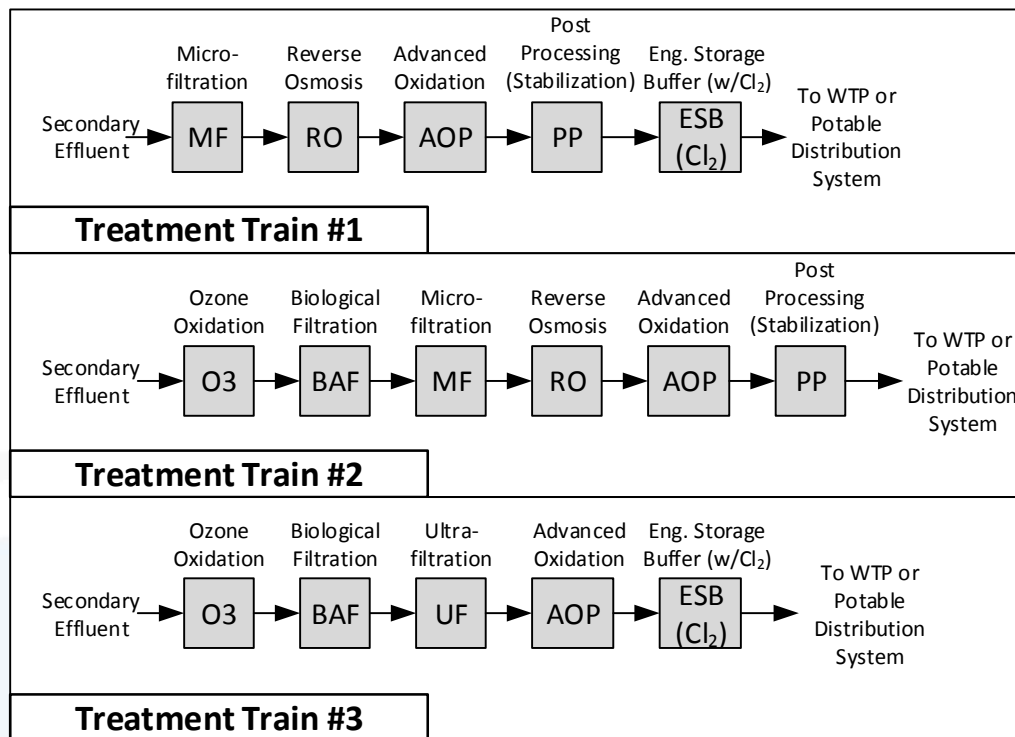 Micro-
filtration
Reverse
Osmosis
Advanced
Oxidation
Post
Processing
(Stabilization)
Eng. Storage
Buffer (w/Cl₂)
Secondary
Effluent
MF
RO
AOP
PP
ESB
(Cl₂)
To WTP or
Potable
Distribution
System
Treatment Train #1
Ozone
Oxidation
Biological
Filtration
Micro-
filtration
Reverse
Osmosis
Advanced
Oxidation
Post
Processing
(Stabilization)
Secondary
Effluent
O3
BAF
MF
RO
AOP
PP
To WTP or
Potable
Distribution
System
Treatment Train #2
Ozone
Oxidation
Biological
Filtration
Ultra-
filtration
Advanced
Oxidation
Eng. Storage
Buffer (w/Cl₂)
Secondary
Effluent
O3
BAF
UF
AOP
ESB
(Cl₂)
To WTP or
Potable
Distribution
System
Treatment Train #3